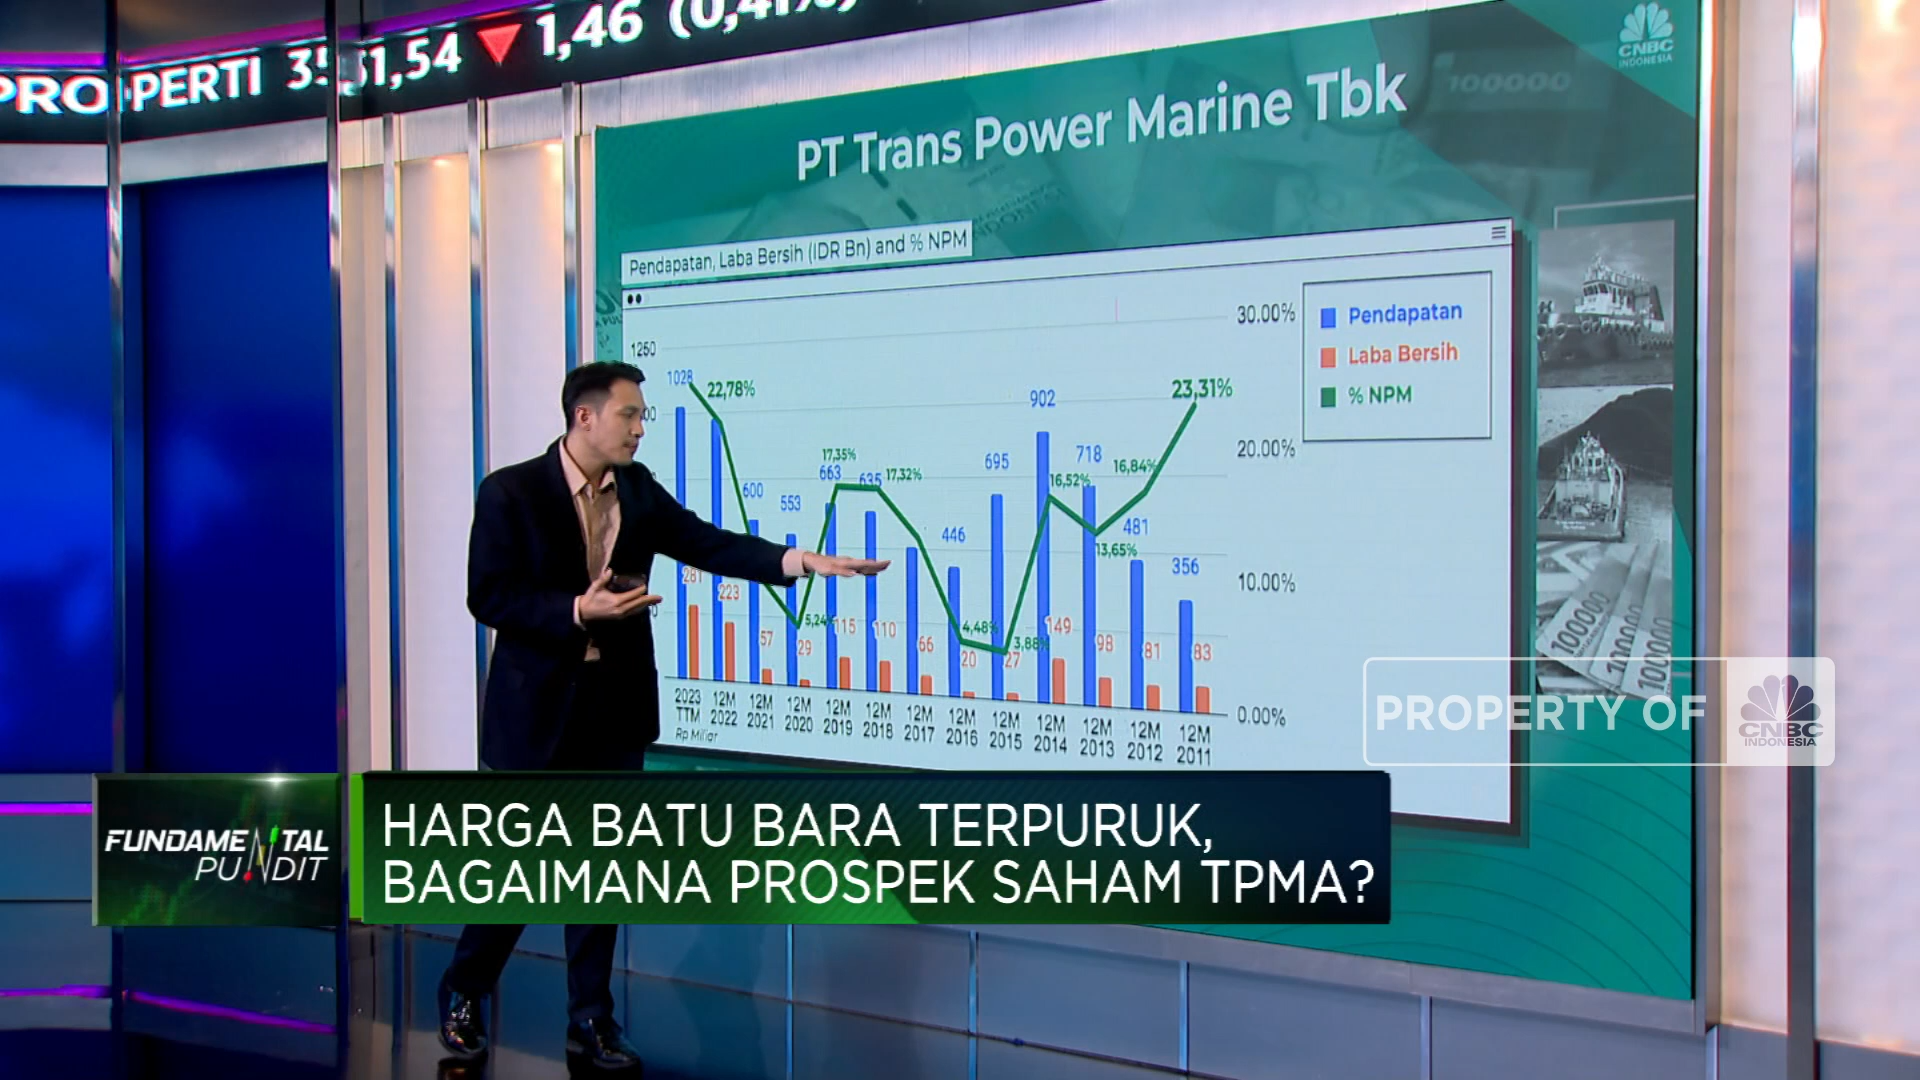 PROPERTI 3531,54 ▼ 1,46
CNBC
INDONESIA
100000
PT Trans Power Marine Tbk
Pendapatan, Laba Bersih (IDR Bn) and % NPM
30.00%
20.00%
10.00%
0.00%
Pendapatan
Laba Bersih
% NPM
1250
1028
22,78%
600
553
17,35%
663
635
17,32%
446
695
902
16,52%
718
13,65%
16,84%
481
23,31%
356
281
223
57
5,24
29
115
110
66
4,48%
20
3,88%
27
149
98
81
83
2023 TTM
12M 2022
12M 2021
12M 2020
12M 2019
12M 2018
12M 2017
12M 2016
12M 2015
12M 2014
12M 2013
12M 2012
12M 2011
Rp Miliar
100000
100000
100000
PROPERTY OF CNBC INDONESIA
FUNDAMENTAL
PUNDIT
HARGA BATU BARA TERPURUK,
BAGAIMANA PROSPEK SAHAM TPMA?